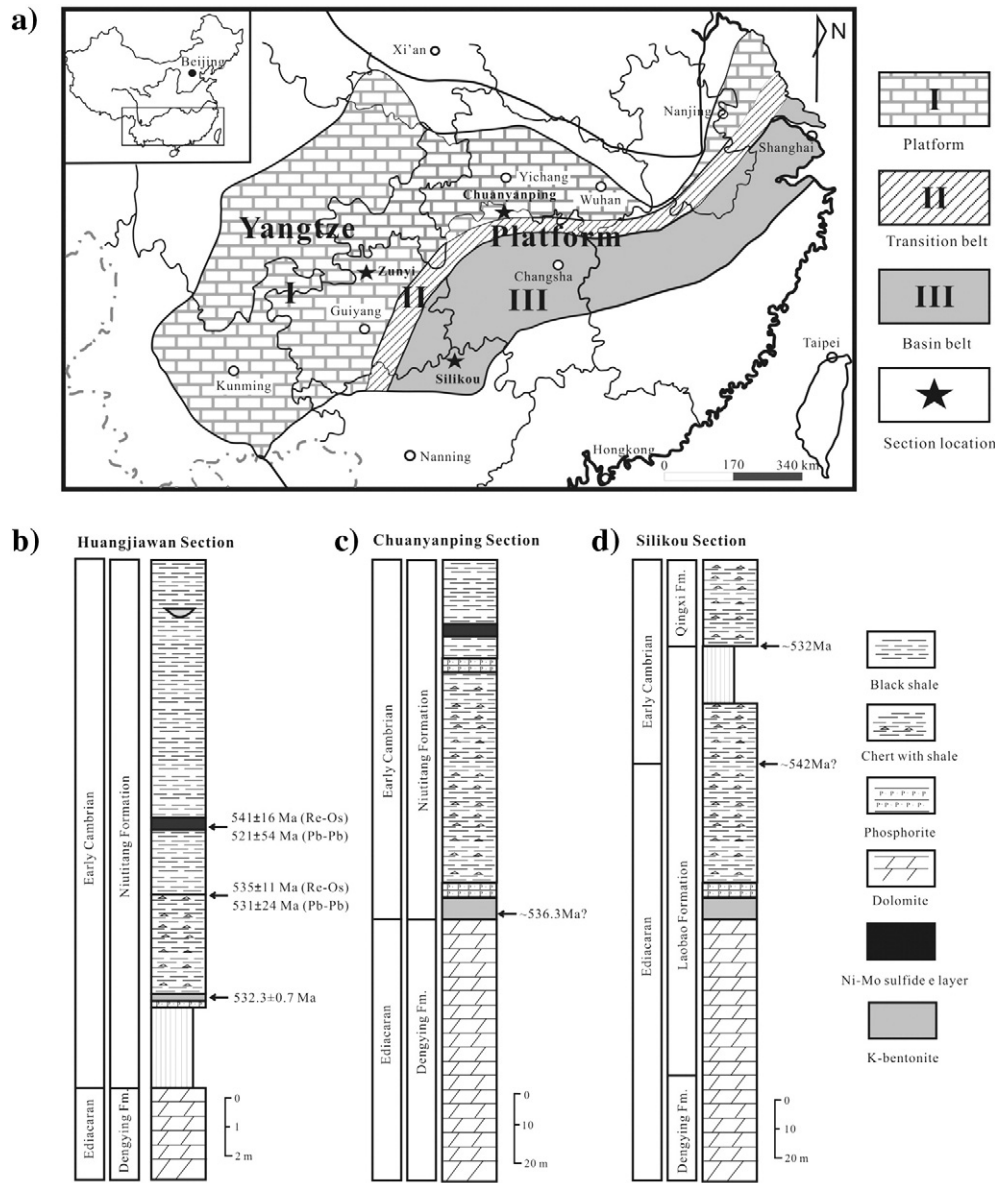 a)
Beijing
Xi'an
N
Nanjing
Shanghai
Yichang
Chuanyanping
Wuhan
Yangtze
Platform
Zunyi
Changsha
I
II
III
Guiyang
Kunming
Silikou
Taipei
Nanning
Hongkong
0 170 340 km
I
Platform
II
Transition belt
III
Basin belt
Section location
b) Huangjiawan Section
Early Cambrian
Niutitang Formation
541±16 Ma (Re-Os)
521±54 Ma (Pb-Pb)
535±11 Ma (Re-Os)
531±24 Ma (Pb-Pb)
532.3±0.7 Ma
Ediacaran
Dengying Fm.
0
1
2 m
c) Chuanyanping Section
Early Cambrian
Niutitang Formation
~536.3Ma?
Ediacaran
Dengying Fm.
0
10
20 m
d) Silikou Section
Early Cambrian
Qingxi Fm.
~532Ma
~542Ma?
Ediacaran
Laobao Formation
Dengying Fm.
0
10
20 m
Black shale
Chert with shale
P P P P P
P P P P P
Phosphorite
Dolomite
Ni-Mo sulfide e layer
K-bentonite